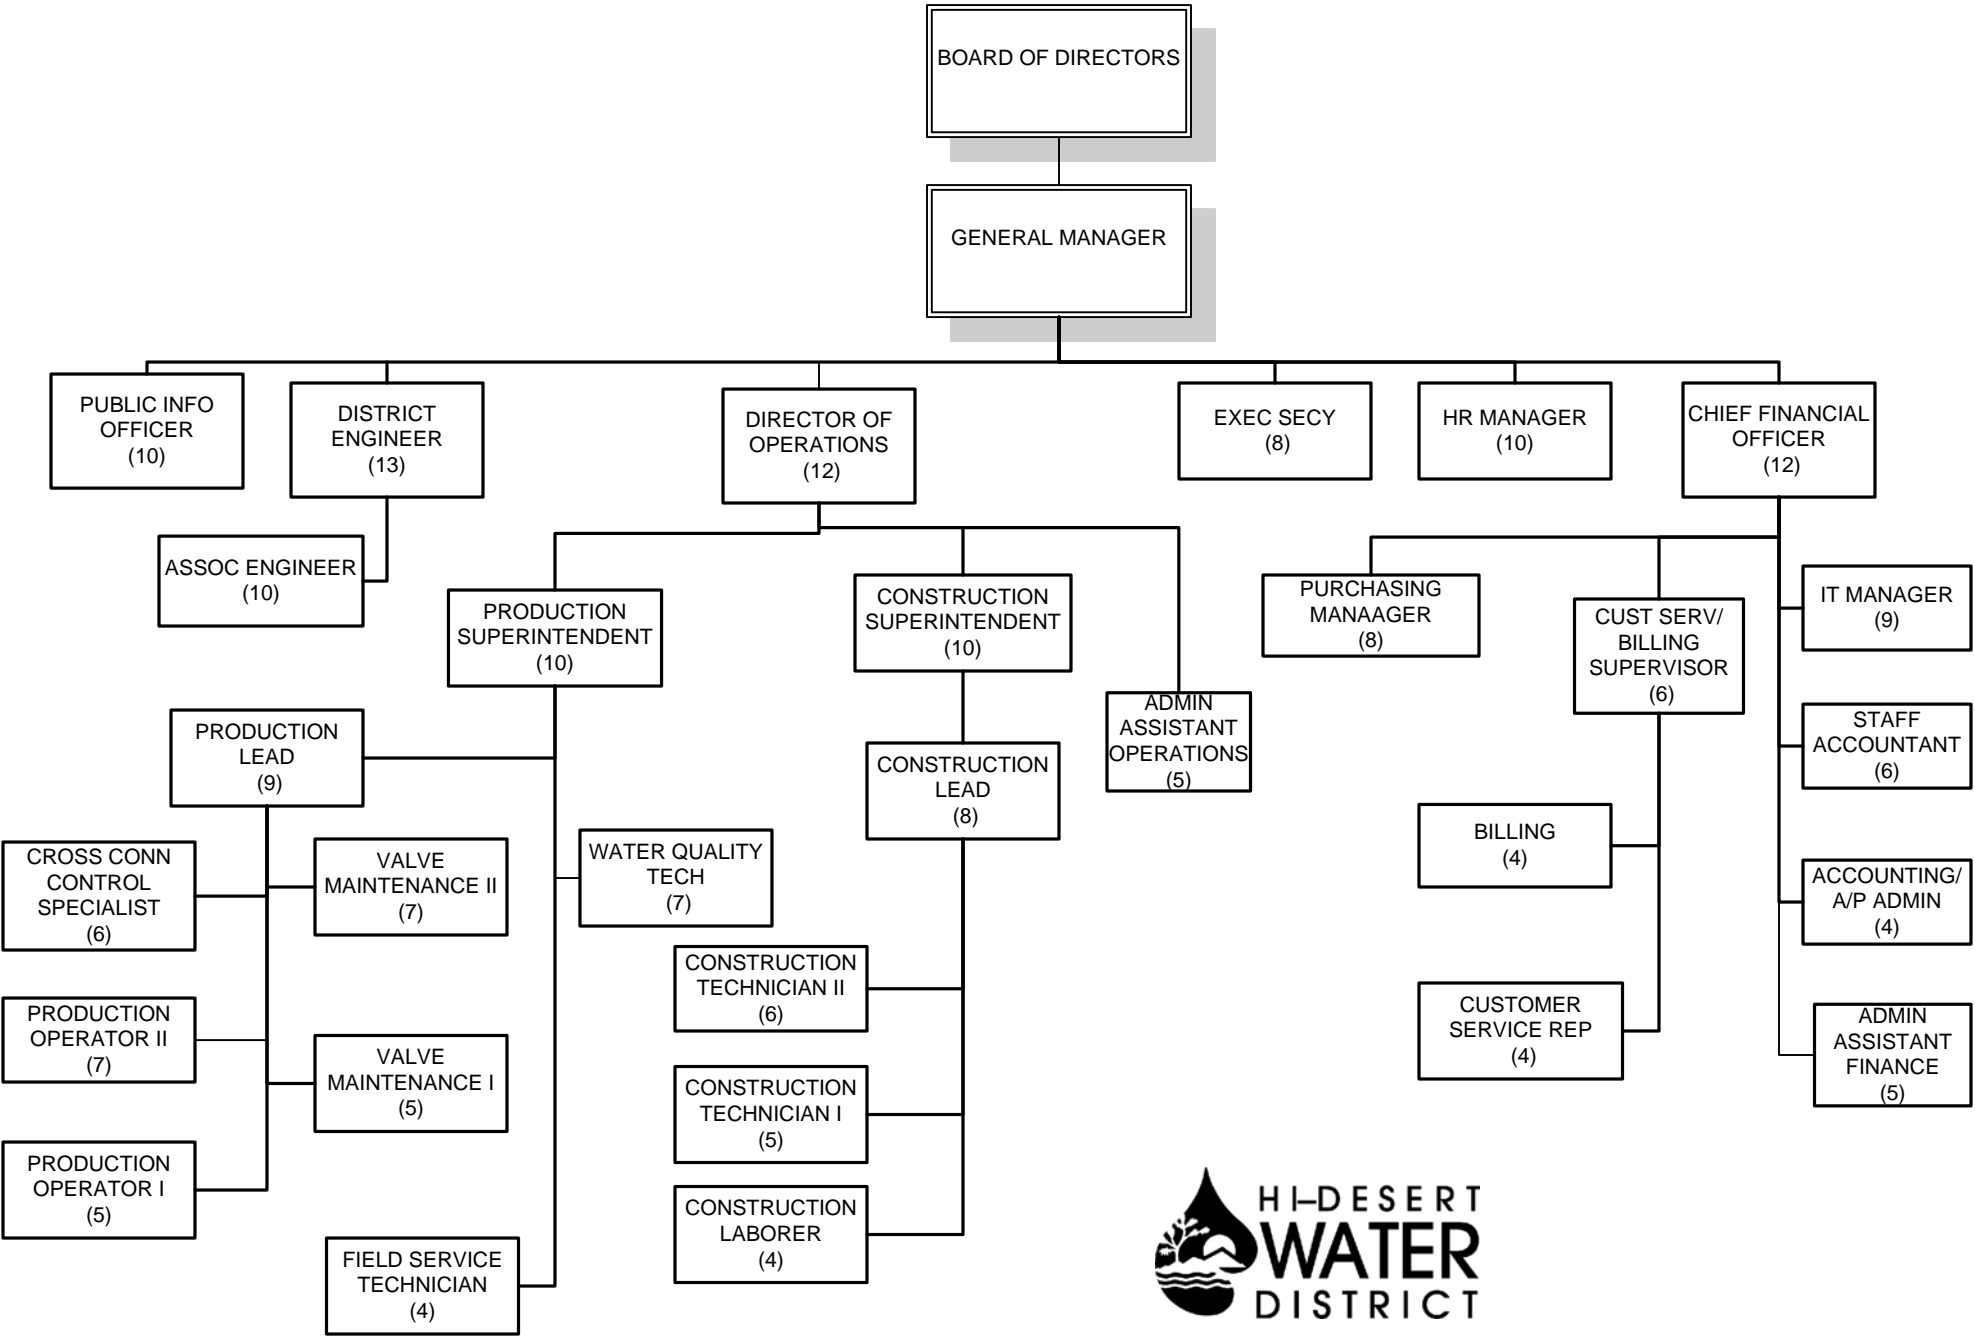 BOARD OF DIRECTORS
GENERAL MANAGER
PUBLIC INFO
OFFICER
(10)
DISTRICT
ENGINEER
(13)
DIRECTOR OF
OPERATIONS
(12)
EXEC SECY
(8)
HR MANAGER
(10)
CHIEF FINANCIAL
OFFICER
(12)
ASSOC ENGINEER
(10)
PRODUCTION
SUPERINTENDENT
(10)
CONSTRUCTION
SUPERINTENDENT
(10)
ADMIN
ASSISTANT
OPERATIONS
(5)
PURCHASING
MANAAGER
(8)
CUST SERV/
BILLING
SUPERVISOR
(6)
IT MANAGER
(9)
STAFF
ACCOUNTANT
(6)
ACCOUNTING/
A/P ADMIN
(4)
ADMIN
ASSISTANT
FINANCE
(5)
PRODUCTION
LEAD
(9)
CONSTRUCTION
LEAD
(8)
BILLING
(4)
CUSTOMER
SERVICE REP
(4)
CROSS CONN
CONTROL
SPECIALIST
(6)
VALVE
MAINTENANCE II
(7)
WATER QUALITY
TECH
(7)
PRODUCTION
OPERATOR II
(7)
VALVE
MAINTENANCE I
(5)
PRODUCTION
OPERATOR I
(5)
FIELD SERVICE
TECHNICIAN
(4)
CONSTRUCTION
TECHNICIAN II
(6)
CONSTRUCTION
TECHNICIAN I
(5)
CONSTRUCTION
LABORER
(4)
HI-DESERT
WATER
DISTRICT